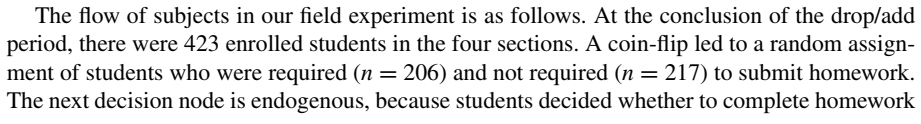 The flow of subjects in our field experiment is as follows. At the conclusion of the drop/add
period, there were 423 enrolled students in the four sections. A coin-flip led to a random assign-
ment of students who were required (n = 206) and not required (n = 217) to submit homework.
The next decision node is endogenous, because students decided whether to complete homework